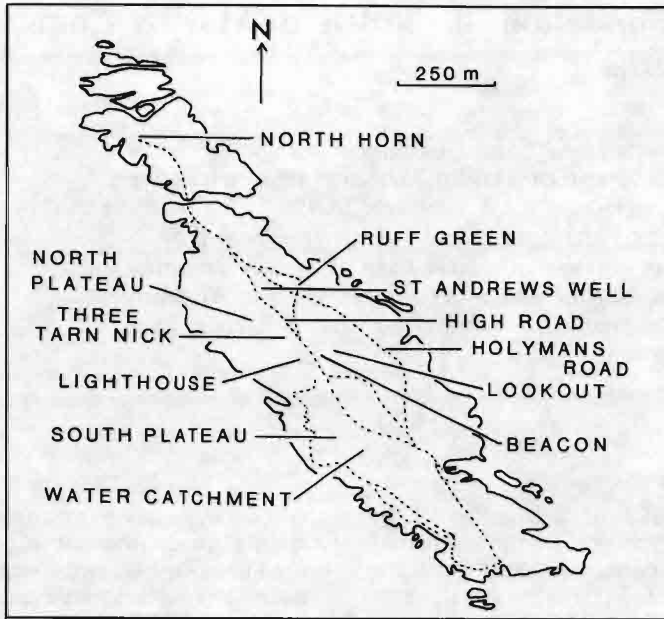 N
250 m
NORTH HORN
RUFF GREEN
NORTH
PLATEAU
ST ANDREWS WELL
THREE
TARN NICK
HIGH ROAD
HOLYMANS
ROAD
LIGHTHOUSE
LOOKOUT
SOUTH PLATEAU
BEACON
WATER CATCHMENT